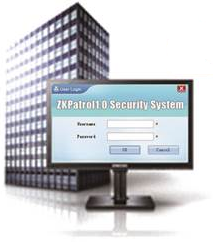 User Login
ZKPatrol1.0 Security System
Username:
*
Password:
*
OK
Cancel